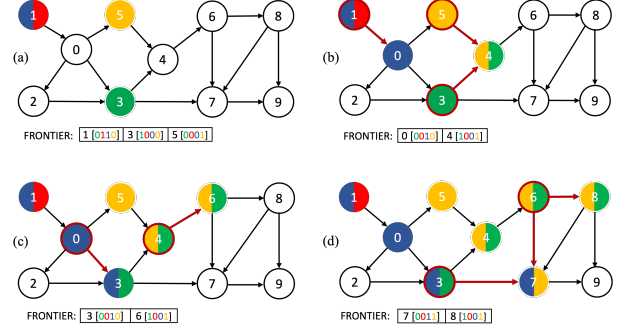 1 5 6 8
(a) 0 4
2 3 7 9
FRONTIER: 1 [0110] 3 [1000] 5 [0001]
1 5 6 8
(b) 0 4
2 3 7 9
FRONTIER: 0 [0010] 4 [1001]
1 5 6 8
(c) 0 4
2 3 7 9
FRONTIER: 3 [0010] 6 [1001]
1 5 6 8
(d) 0 4
2 3 7 9
FRONTIER: 7 [0011] 8 [1001]